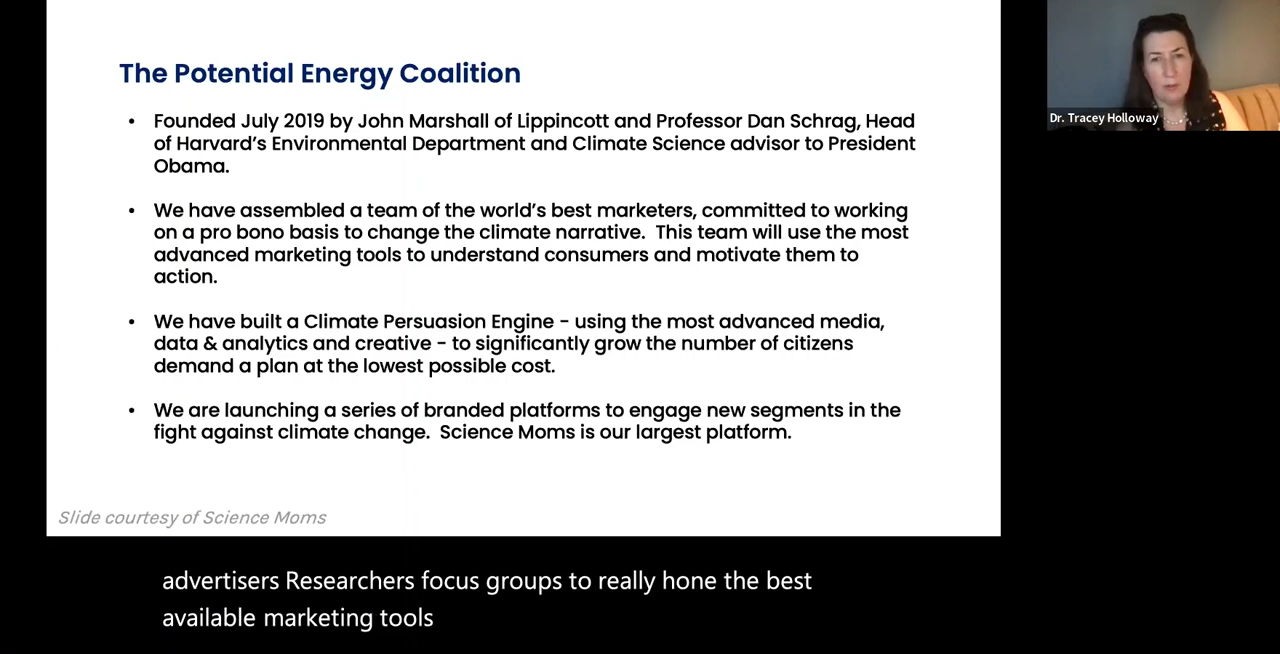 The Potential Energy Coalition
• Founded July 2019 by John Marshall of Lippincott and Professor Dan Schrag, Head
of Harvard's Environmental Department and Climate Science advisor to President
Obama.
• We have assembled a team of the world's best marketers, committed to working
on a pro bono basis to change the climate narrative.  This team will use the most
advanced marketing tools to understand consumers and motivate them to
action.
• We have built a Climate Persuasion Engine - using the most advanced media,
data & analytics and creative - to significantly grow the number of citizens
demand a plan at the lowest possible cost.
• We are launching a series of branded platforms to engage new segments in the
fight against climate change.  Science Moms is our largest platform.
Slide courtesy of Science Moms
Dr. Tracey Holloway
advertisers Researchers focus groups to really hone the best
available marketing tools